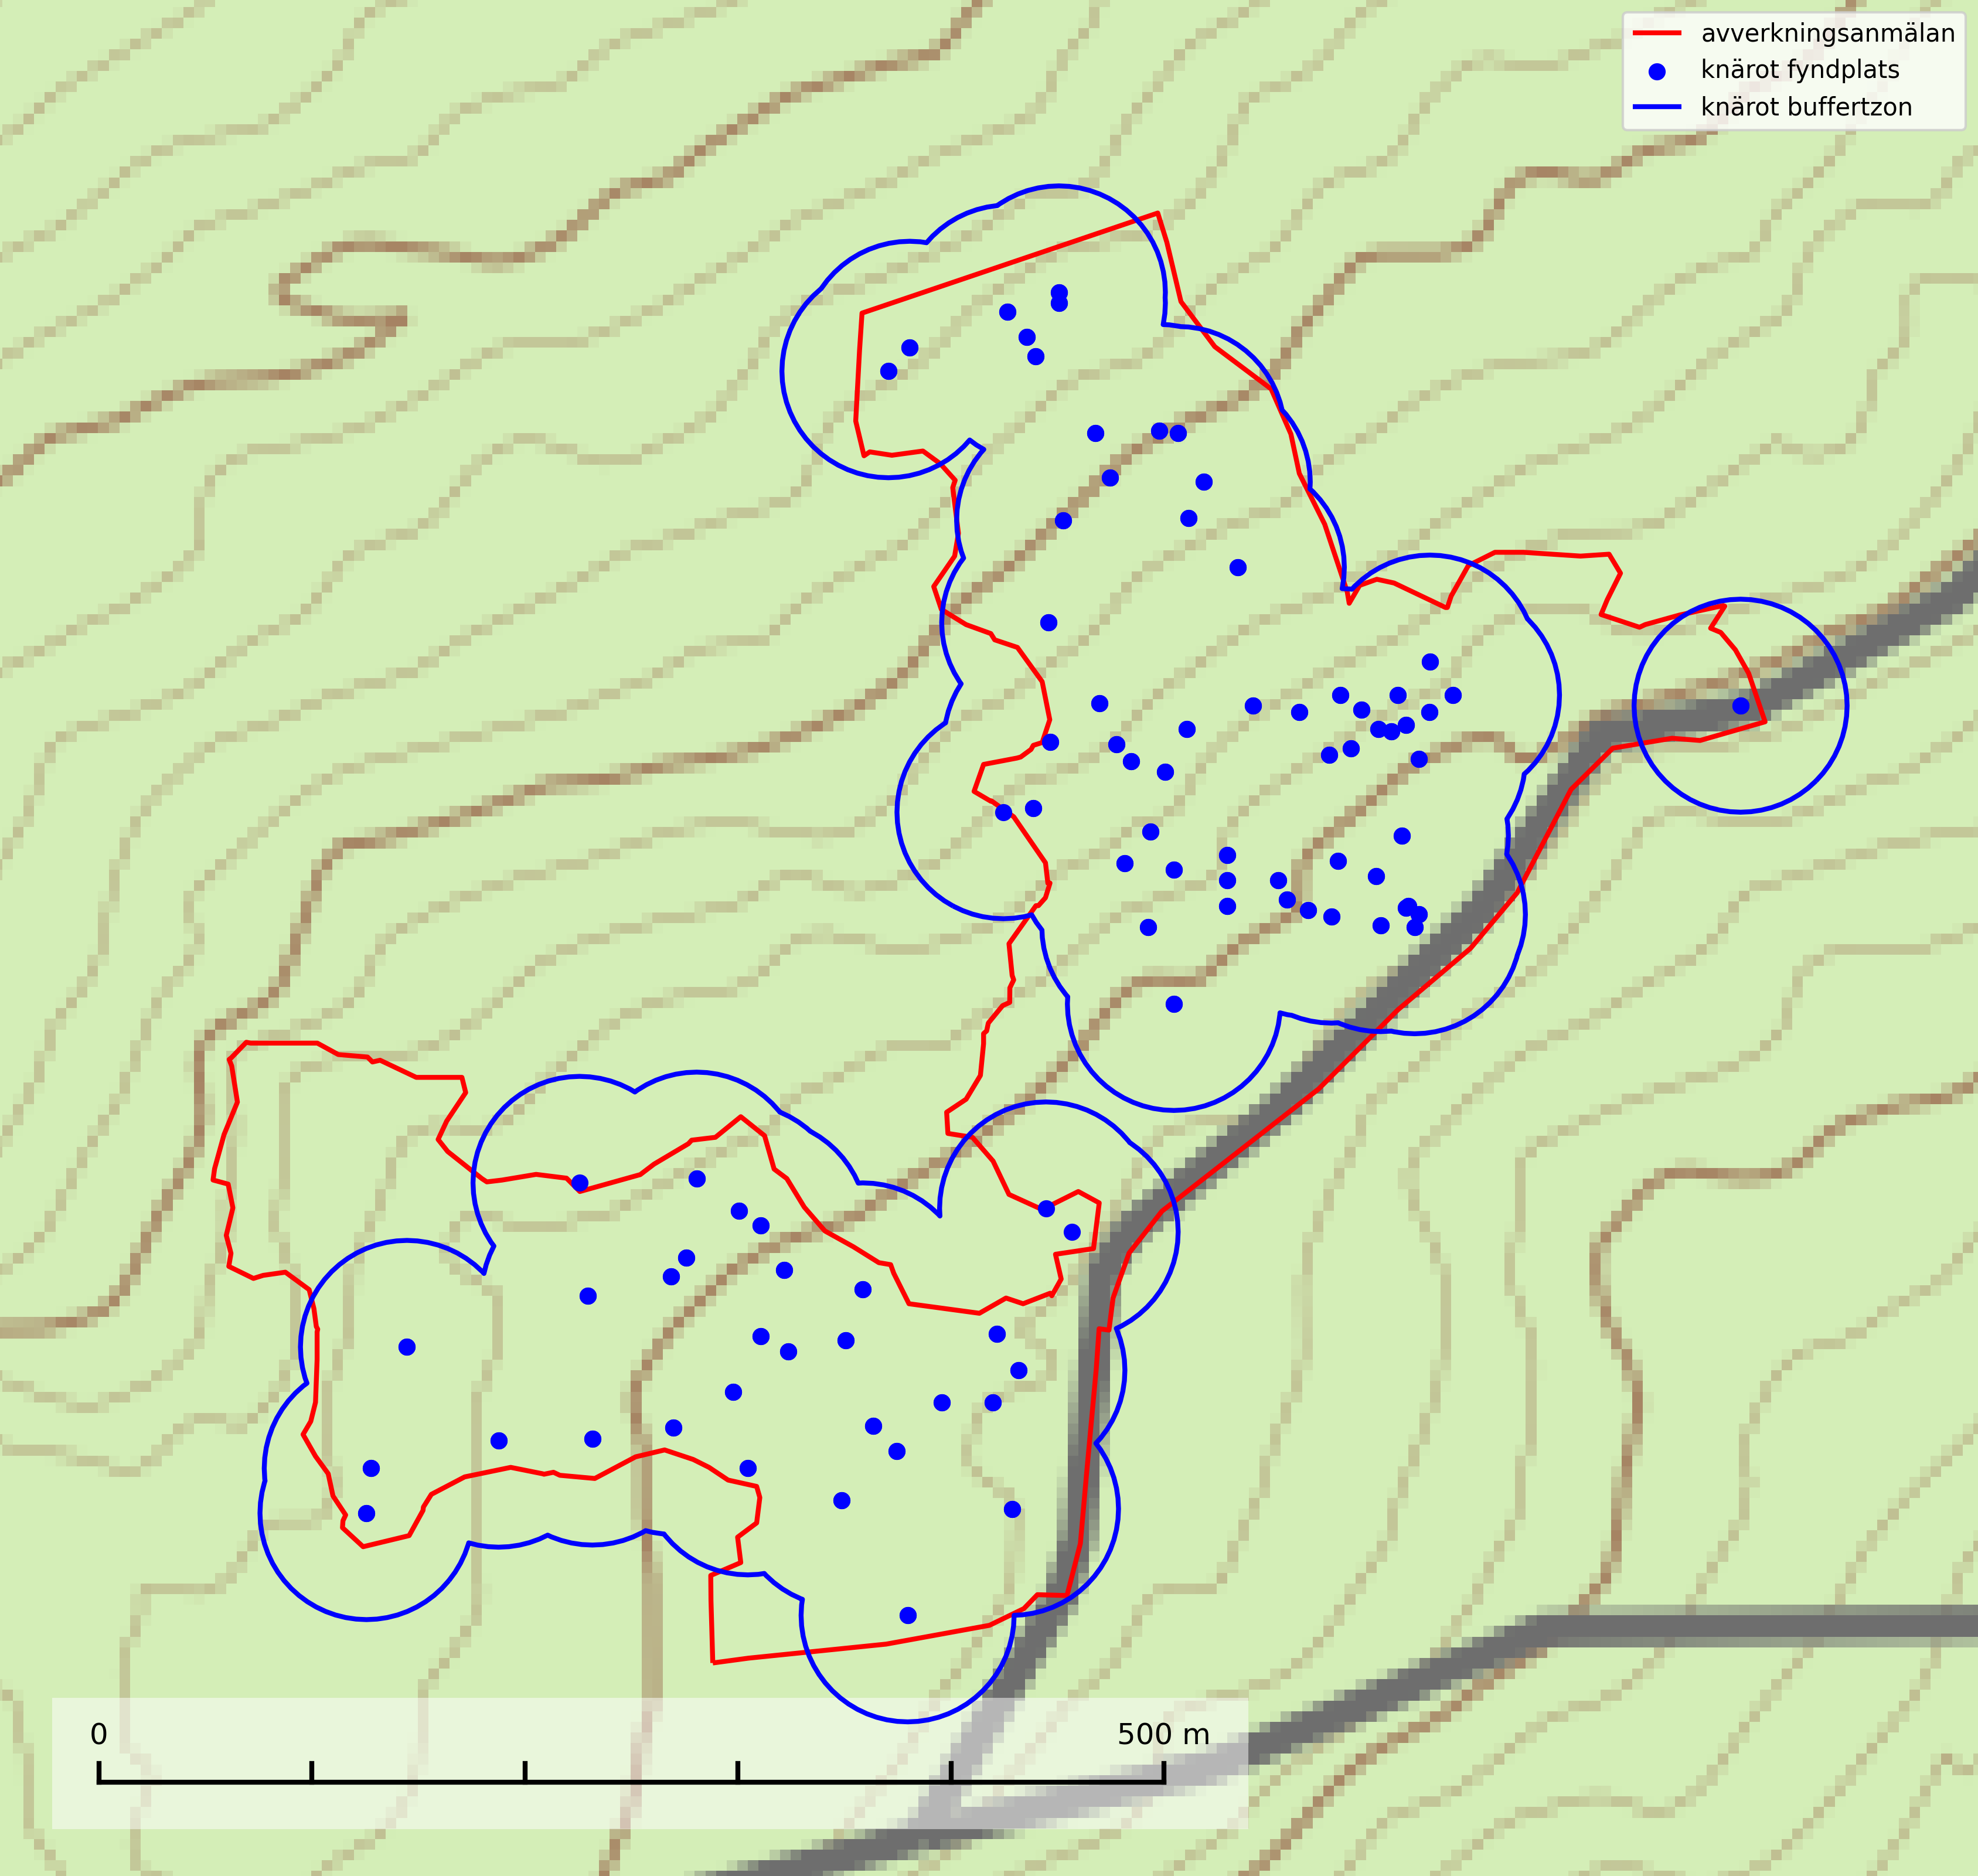 avverkningsanmälan
knärot fyndplats
knärot buffertzon
0 500 m